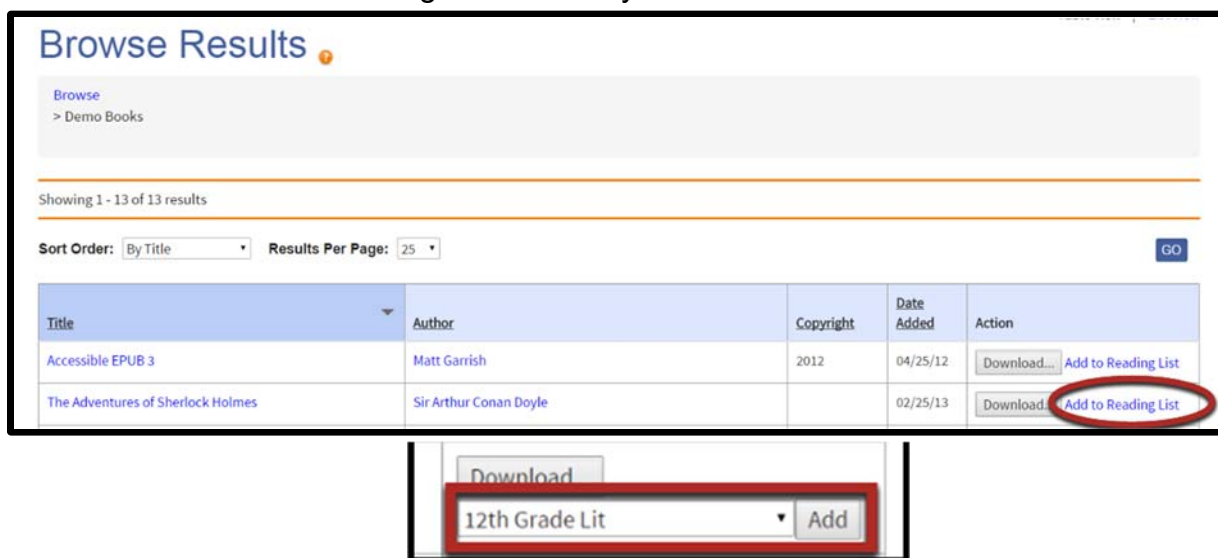 Browse Results
Browse
> Demo Books
Showing 1 - 13 of 13 results
Sort Order: By Title Results Per Page: 25 GO
Title Author Copyright Date Added Action
Accessible EPUB 3 Matt Garrish 2012 04/25/12 Download... Add to Reading List
The Adventures of Sherlock Holmes Sir Arthur Conan Doyle 02/25/13 Download... Add to Reading List
Download
12th Grade Lit Add